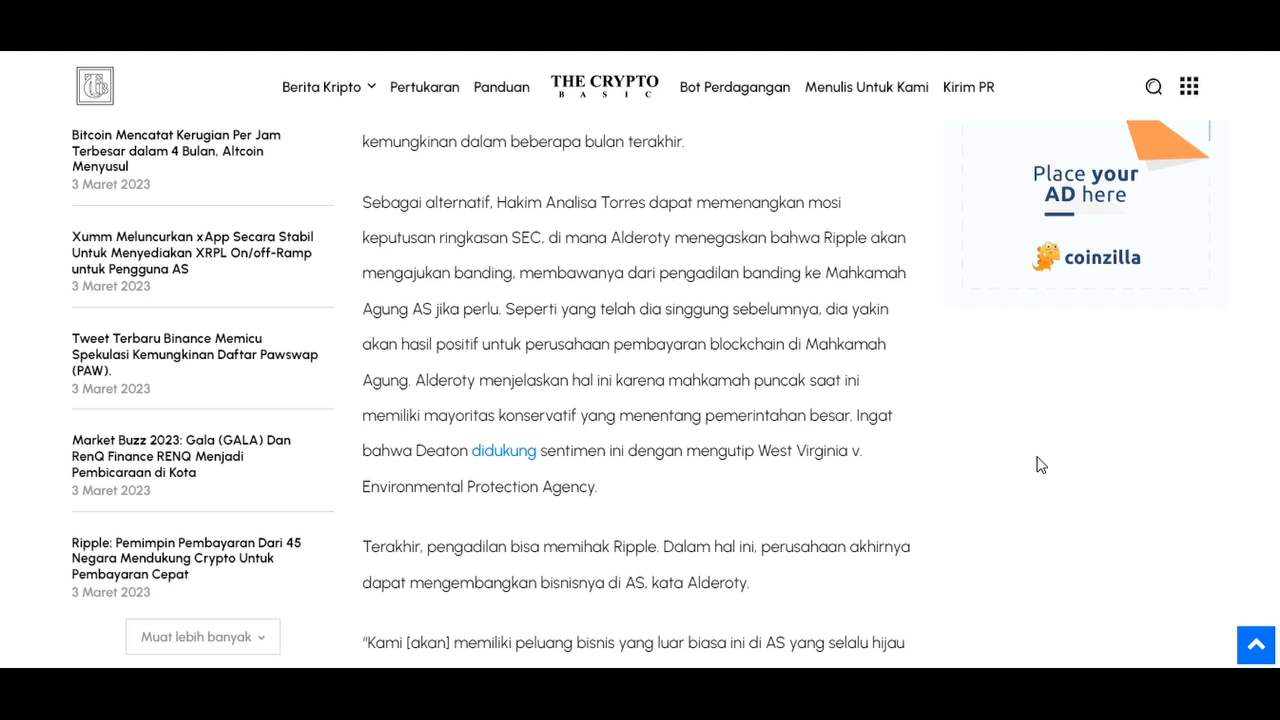 Berita Kripto
Pertukaran
Panduan
THE CRYPTO
BASIC
Bot Perdagangan
Menulis Untuk Kami
Kirim PR
Bitcoin Mencatat Kerugian Per Jam
Terbesar dalam 4 Bulan, Altcoin
Menyusul
3 Maret 2023
Xumm Meluncurkan xApp Secara Stabil
Untuk Menyediakan XRPL On/off-Ramp
untuk Pengguna AS
3 Maret 2023
Tweet Terbaru Binance Memicu
Spekulasi Kemungkinan Daftar Pawswap
(PAW).
3 Maret 2023
Market Buzz 2023: Gala (GALA) Dan
RenQ Finance RENQ Menjadi
Pembicaraan di Kota
3 Maret 2023
Ripple: Pemimpin Pembayaran Dari 45
Negara Mendukung Crypto Untuk
Pembayaran Cepat
3 Maret 2023
Muat lebih banyak
kemungkinan dalam beberapa bulan terakhir.
Sebagai alternatif, Hakim Analisa Torres dapat memenangkan mosi
keputusan ringkasan SEC, di mana Alderoty menegaskan bahwa Ripple akan
mengajukan banding, membawanya dari pengadilan banding ke Mahkamah
Agung AS jika perlu. Seperti yang telah dia singgung sebelumnya, dia yakin
akan hasil positif untuk perusahaan pembayaran blockchain di Mahkamah
Agung. Alderoty menjelaskan hal ini karena mahkamah puncak saat ini
memiliki mayoritas konservatif yang menentang pemerintahan besar. Ingat
bahwa Deaton didukung sentimen ini dengan mengutip West Virginia v.
Environmental Protection Agency.
Terakhir, pengadilan bisa memihak Ripple. Dalam hal ini, perusahaan akhirnya
dapat mengembangkan bisnisnya di AS, kata Alderoty.
“Kami [akan] memiliki peluang bisnis yang luar biasa ini di AS yang selalu hijau
Place your
AD here
coinzilla